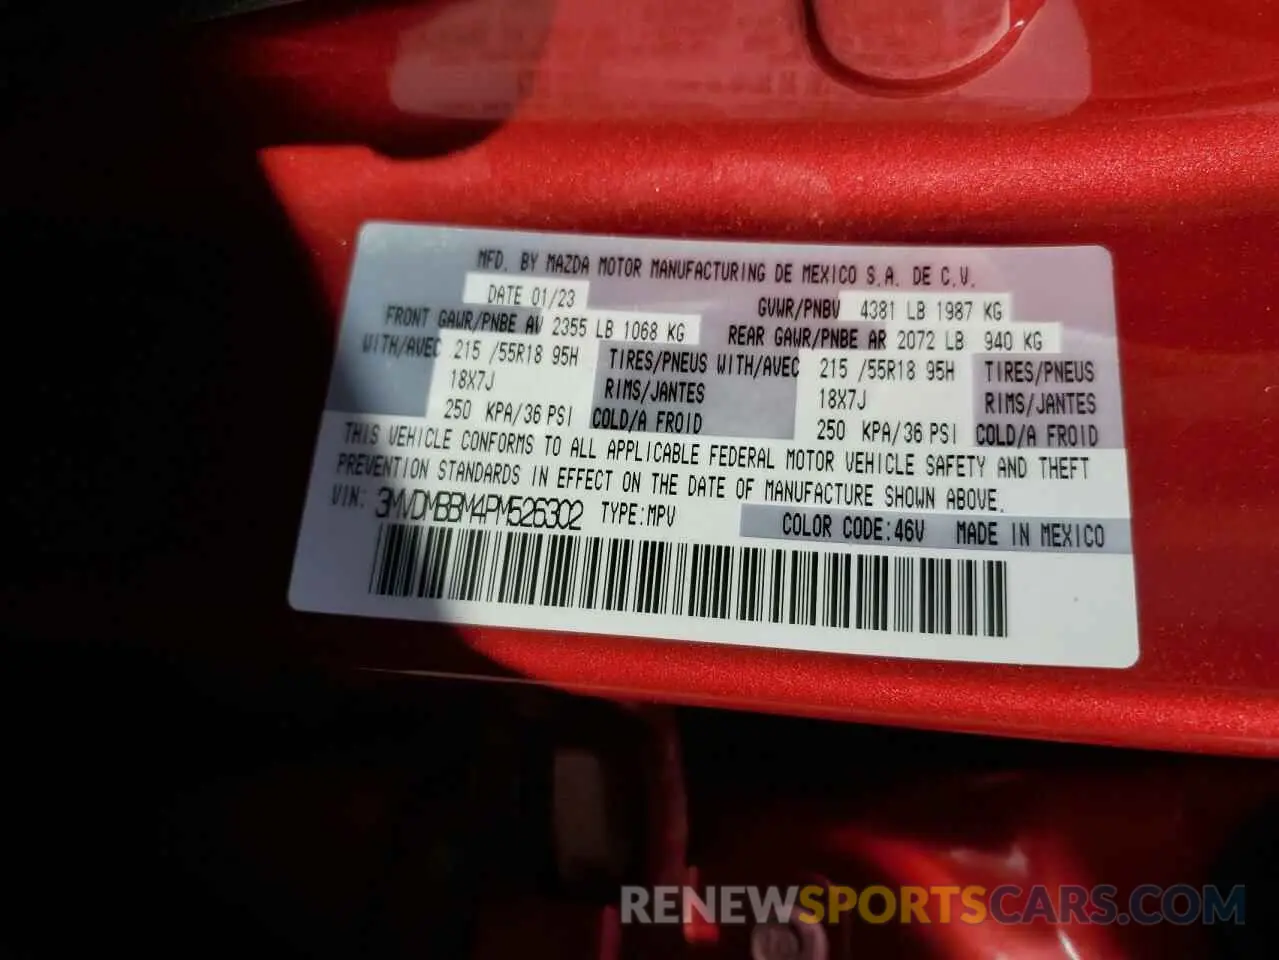 MFD. BY MAZDA MOTOR MANUFACTURING DE MEXICO S.A. DE C.V.
DATE 01/23 GVWR/PNBV 4381 LB 1987 KG
FRONT GAWR/PNBE AV 2355 LB 1068 KG REAR GAWR/PNBE AR 2072 LB 940 KG
WITH/AVEC 215 /55R18 95H TIRES/PNEUS WITH/AVEC 215 /55R18 95H TIRES/PNEUS
18X7J RIMS/JANTES 18X7J RIMS/JANTES
250 KPA/36 PSI COLD/A FROID 250 KPA/36 PSI COLD/A FROID
THIS VEHICLE CONFORMS TO ALL APPLICABLE FEDERAL MOTOR VEHICLE SAFETY AND THEFT
PREVENTION STANDARDS IN EFFECT ON THE DATE OF MANUFACTURE SHOWN ABOVE.
VIN: 3MVDMBBM4PM526302 TYPE:MPV COLOR CODE:46V MADE IN MEXICO
RENEWSPORTSCARS.COM